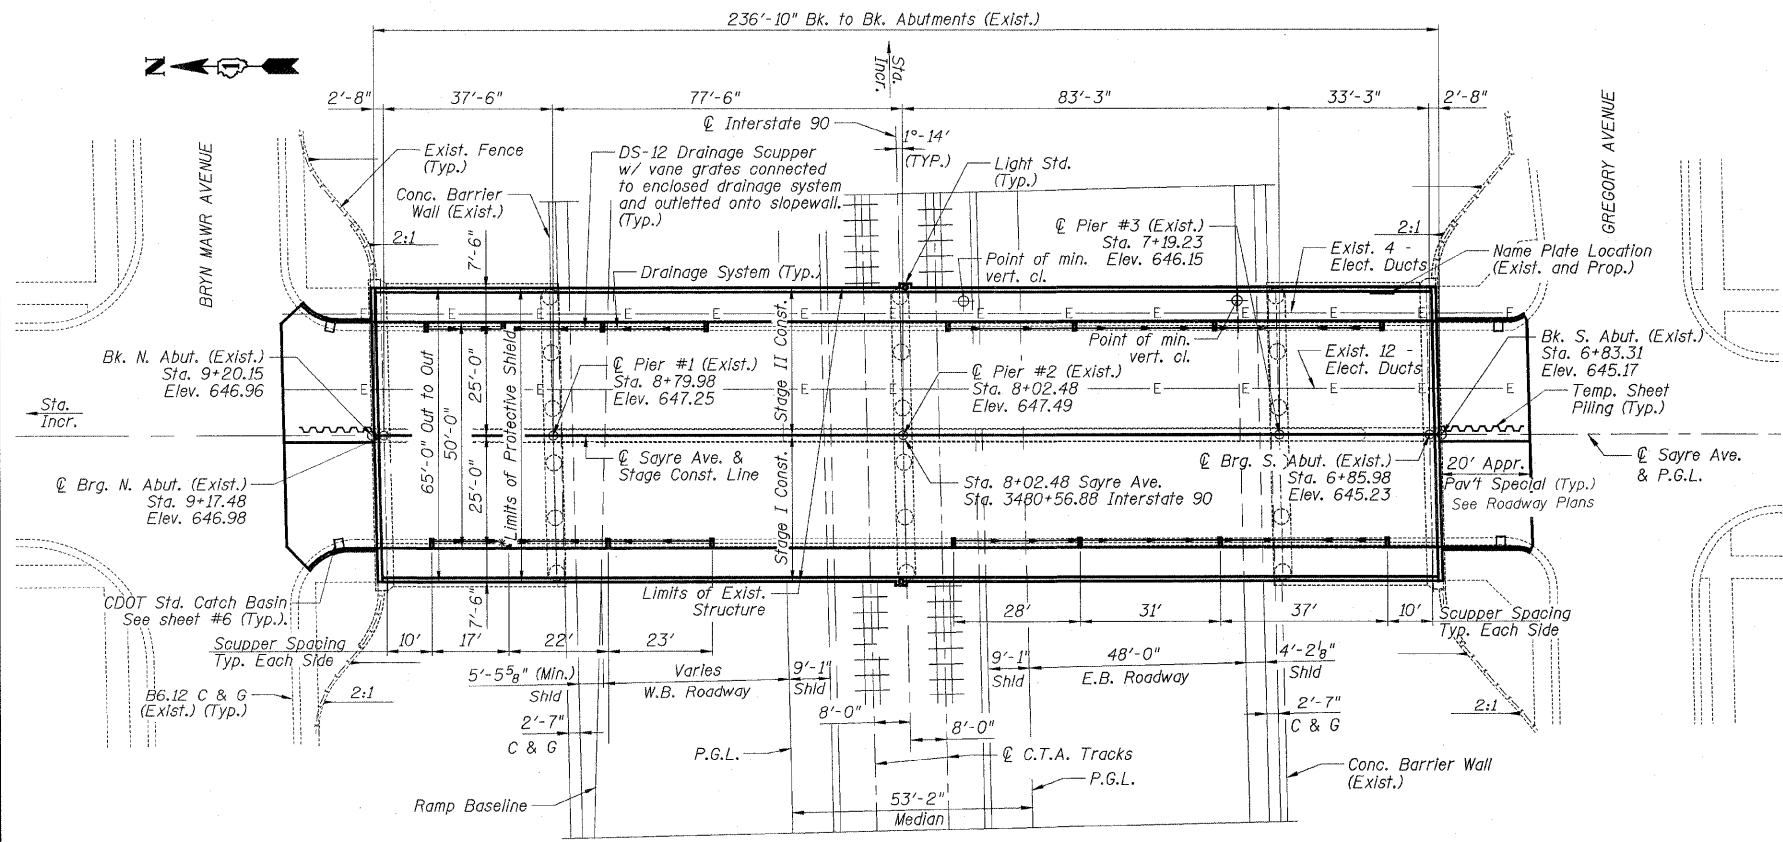 236'-10" Bk. to Bk. Abutments (Exist.)
N
Sta.
Incr.
2'-8"
37'-6"
77'-6"
83'-3"
33'-3"
2'-8"
℄ Interstate 90
1°-14'
(TYP.)
BRYN MAWR AVENUE
GREGORY AVENUE
Exist. Fence
(Typ.)
DS-12 Drainage Scupper
w/ vane grates connected
to enclosed drainage system
and outletted onto slopewall.
(Typ.)
Light Std.
(Typ.)
Conc. Barrier
Wall (Exist.)
℄ Pier #3 (Exist.)
Sta. 7+19.23
Elev. 646.15
2:1
7'-6"
2:1
Drainage System (Typ.)
Point of min.
vert. cl.
Exist. 4 -
Elect. Ducts
Name Plate Location
(Exist. and Prop.)
E E E E E E E E E E E E E E
Bk. N. Abut. (Exist.)
Sta. 9+20.15
Elev. 646.96
65'-0" Out to Out
50'-0"
25'-0"
25'-0"
Limits of Protective Shield
℄ Pier #1 (Exist.)
Sta. 8+79.98
Elev. 647.25
Stage II Const.
Stage I Const.
℄ Pier #2 (Exist.)
Sta. 8+02.48
Elev. 647.49
Point of min.
vert. cl.
Exist. 12 -
Elect. Ducts
Bk. S. Abut. (Exist.)
Sta. 6+83.31
Elev. 645.17
E E E E E E E E E E E E E E
Temp. Sheet
Piling (Typ.)
Sta.
Incr.
℄ Brg. N. Abut. (Exist.)
Sta. 9+17.48
Elev. 646.98
℄ Sayre Ave. &
Stage Const. Line
Sta. 8+02.48 Sayre Ave.
Sta. 3480+56.88 Interstate 90
℄ Brg. S. Abut. (Exist.)
Sta. 6+85.98
Elev. 645.23
20' Appr.
Pav't Special (Typ.)
See Roadway Plans
℄ Sayre Ave.
& P.G.L.
CDOT Std. Catch Basin
See sheet #6 (Typ.).
7'-6"
Limits of Exist.
Structure
Scupper Spacing
Typ. Each Side
10'
17'
22'
23'
28'
31'
37'
10'
Scupper Spacing
Typ. Each Side
5'-5⅝" (Min.)
Shld
Varies
W.B. Roadway
9'-1"
Shld
9'-1"
Shld
48'-0"
E.B. Roadway
4'-2⅛"
Shld
B6.12 C & G
(Exist.) (Typ.)
2:1
2:1
2'-7"
C & G
8'-0"
8'-0"
2'-7"
C & G
P.G.L.
℄ C.T.A. Tracks
P.G.L.
Conc. Barrier Wall
(Exist.)
Ramp Baseline
53'-2"
Median